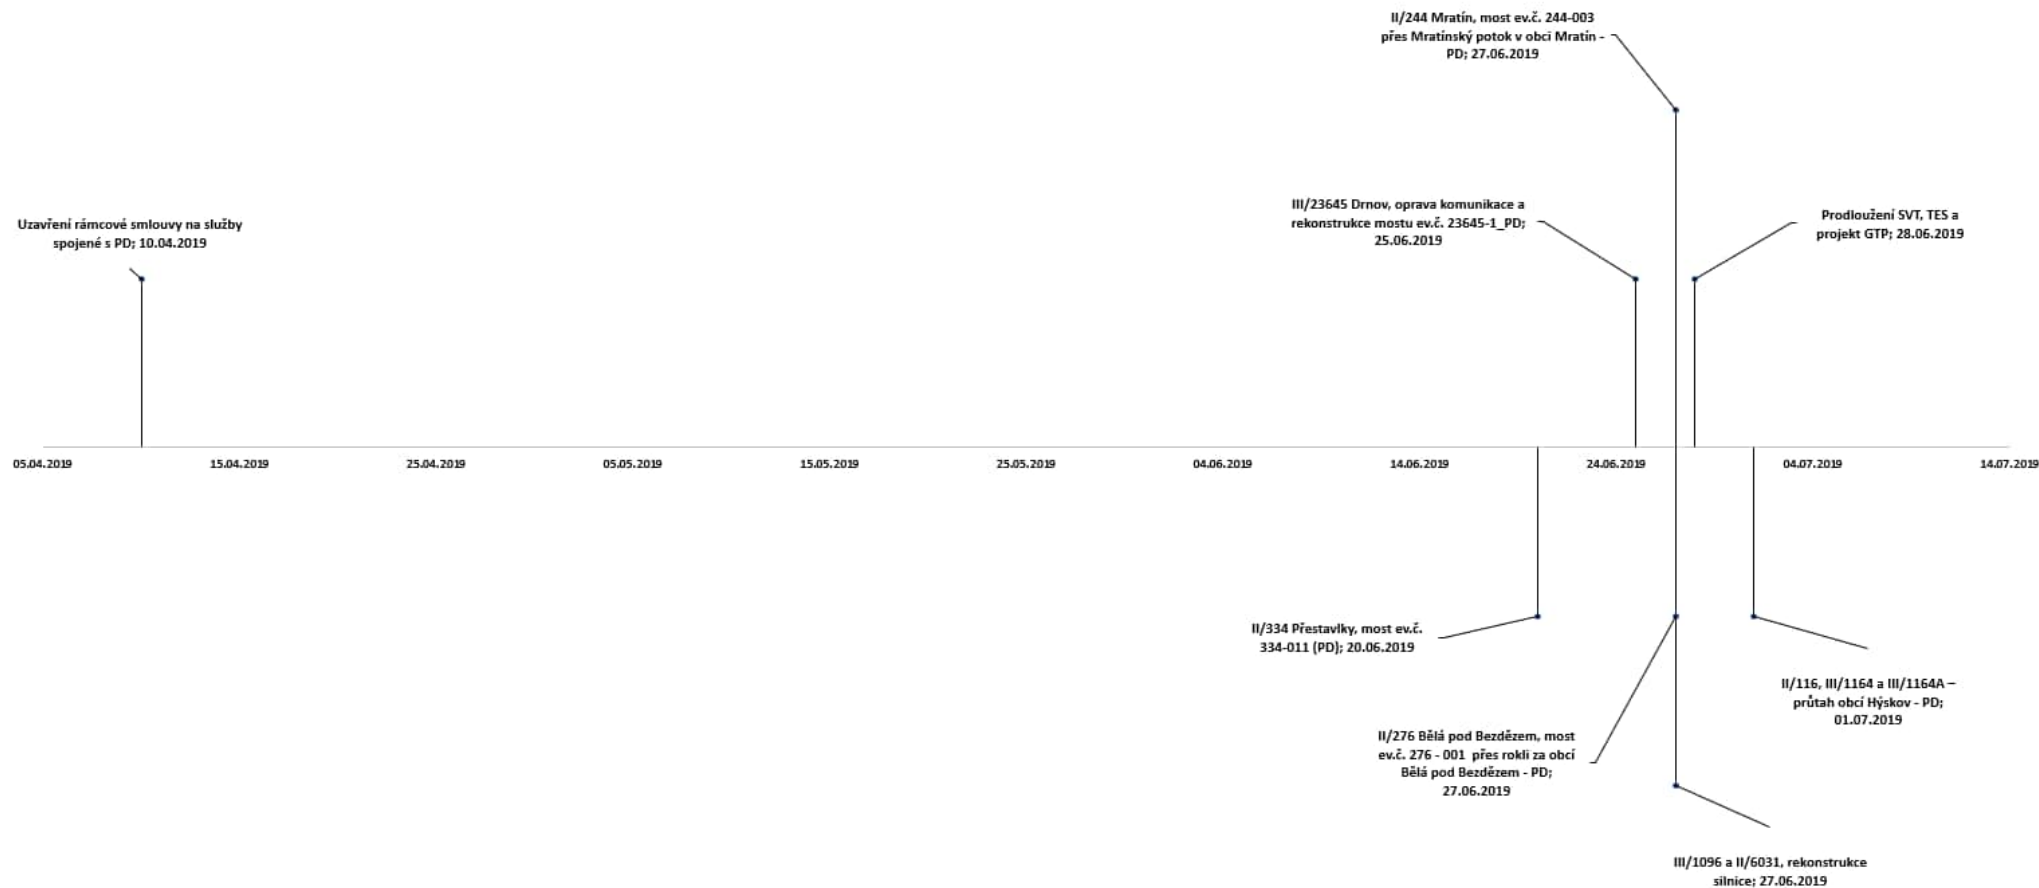 II/244 Mratín, most ev.č. 244-003
přes Mratínský potok v obci Mratín -
PD; 27.06.2019
III/23645 Drnov, oprava komunikace a
rekonstrukce mostu ev.č. 23645-1_PD;
25.06.2019
Prodloužení SVT, TES a
projekt GTP; 28.06.2019
Uzavření rámcové smlouvy na služby
spojené s PD; 10.04.2019
05.04.2019
15.04.2019
25.04.2019
05.05.2019
15.05.2019
25.05.2019
04.06.2019
14.06.2019
24.06.2019
04.07.2019
14.07.2019
II/334 Přestavlky, most ev.č.
334-011 (PD); 20.06.2019
II/116, III/1164 a III/1164A –
průtah obcí Hýskov - PD;
01.07.2019
II/276 Bělá pod Bezdězem, most
ev.č. 276 - 001 přes rokli za obcí
Bělá pod Bezdězem - PD;
27.06.2019
III/1096 a II/6031, rekonstrukce
silnice; 27.06.2019